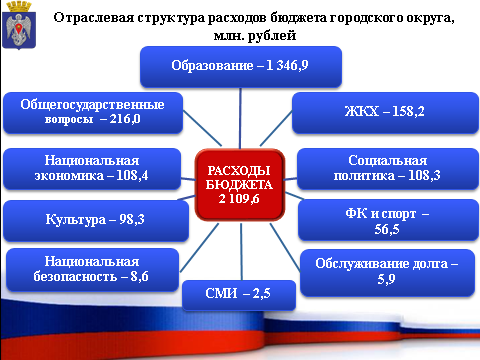 Отраслевая структура расходов бюджета городского округа,
млн. рублей
Образование – 1 346,9
Общегосударственные
вопросы – 216,0
ЖКХ – 158,2
Национальная
экономика – 108,4
РАСХОДЫ
БЮДЖЕТА
2 109,6
Социальная
политика – 108,3
Культура – 98,3
ФК и спорт –
56,5
Национальная
безопасность – 8,6
Обслуживание долга –
5,9
СМИ – 2,5